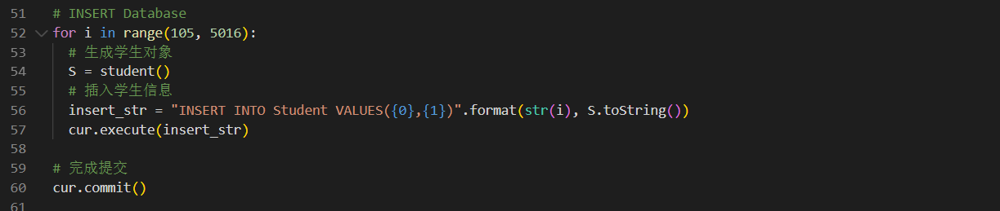 51 # INSERT Database
52 for i in range(105, 5016):
53 # 生成学生对象
54 S = student()
55 # 插入学生信息
56 insert_str = "INSERT INTO Student VALUES({0},{1})".format(str(i), S.toString())
57 cur.execute(insert_str)
58
59 # 完成提交
60 cur.commit()
61